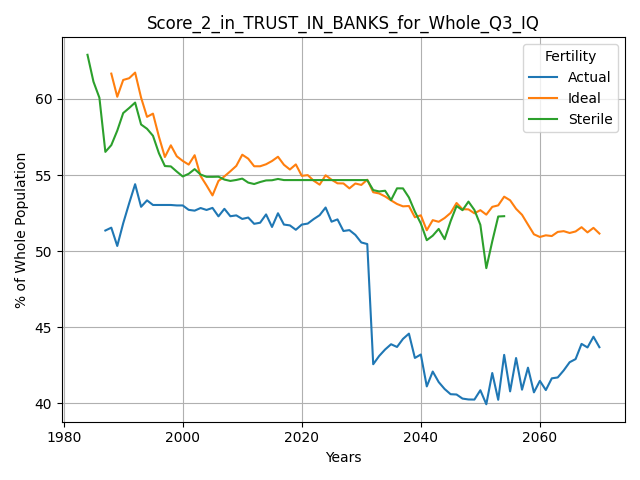 Score_2_in_TRUST_IN_BANKS_for_Whole_Q3_IQ
Fertility
Actual
Ideal
Sterile
% of Whole Population
60
55
50
45
40
1980
2000
2020
2040
2060
Years